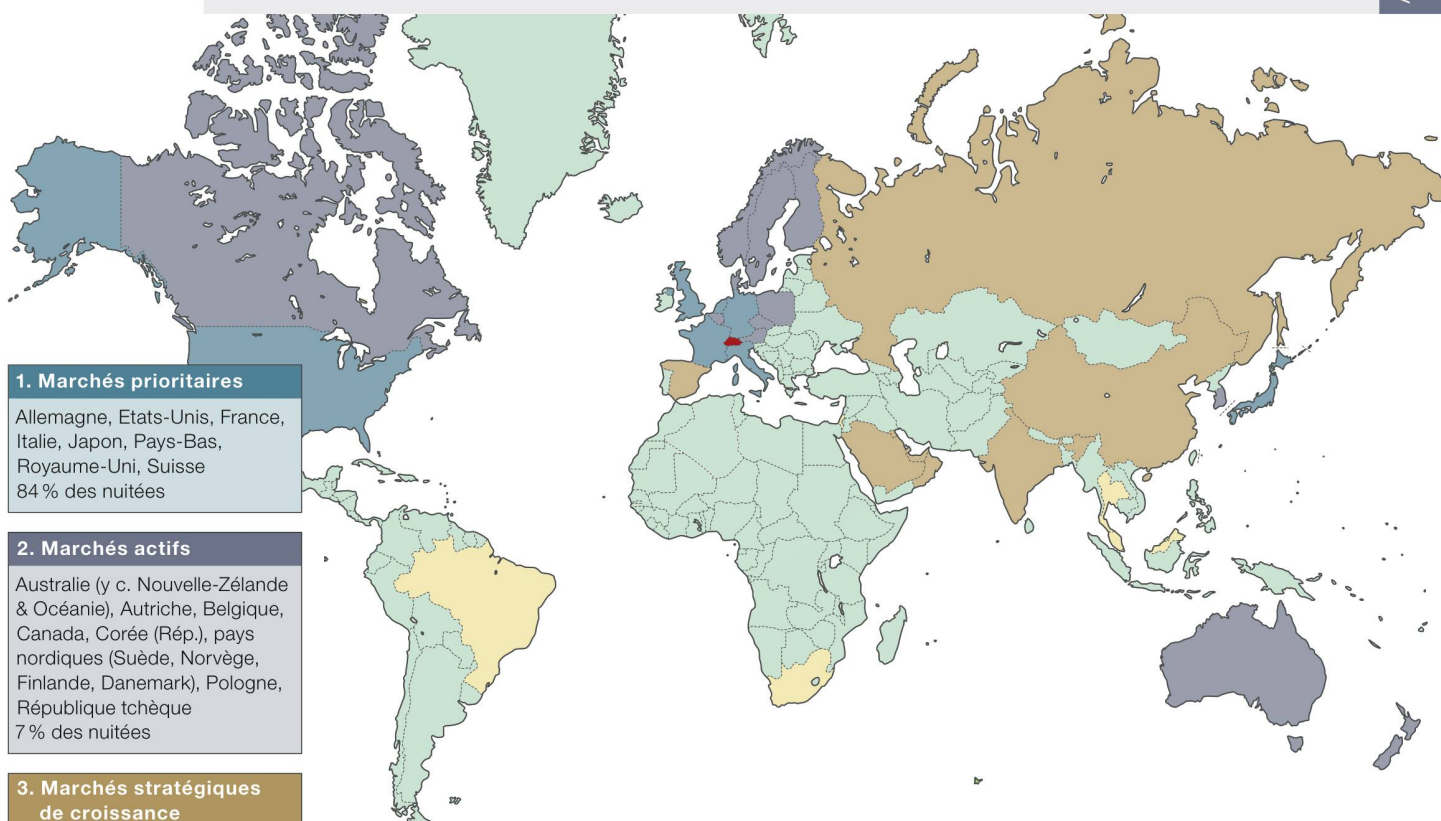 1. Marchés prioritaires
Allemagne, Etats-Unis, France,
Italie, Japon, Pays-Bas,
Royaume-Uni, Suisse
84 % des nuitées
2. Marchés actifs
Australie (y c. Nouvelle-Zélande
& Océanie), Autriche, Belgique,
Canada, Corée (Rép.), pays
nordiques (Suède, Norvège,
Finlande, Danemark), Pologne,
République tchèque
7 % des nuitées
3. Marchés stratégiques
de croissance